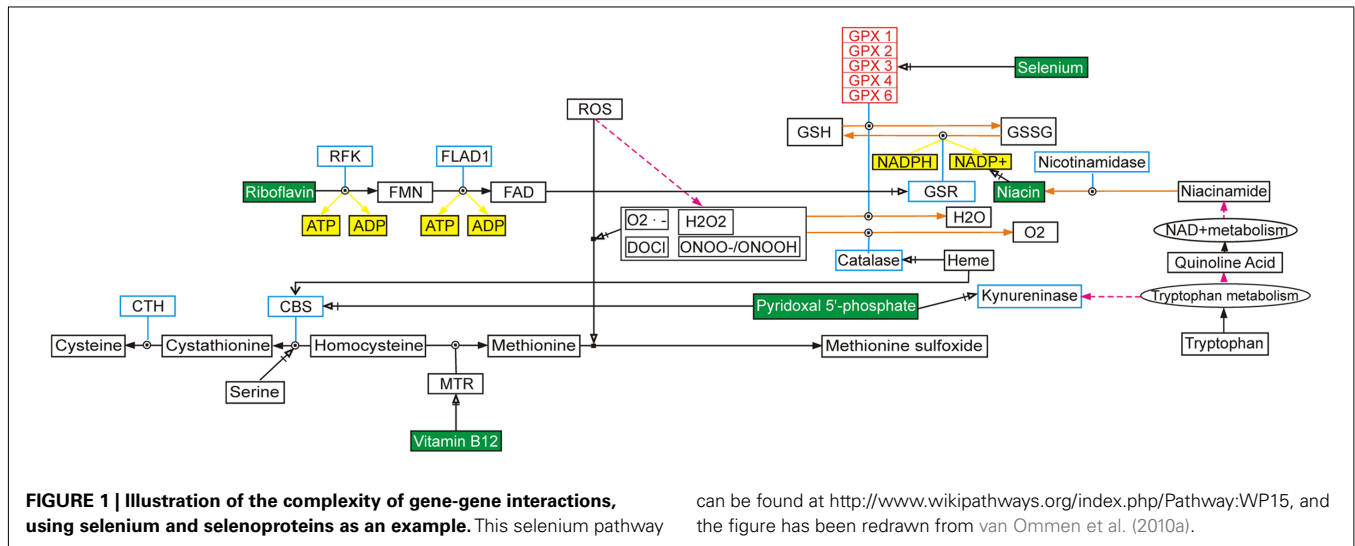 GPX 1
GPX 2
GPX 3
GPX 4
GPX 6
Selenium
ROS
GSH
GSSG
RFK
FLAD1
NADPH
NADP+
Nicotinamidase
Riboflavin
FMN
FAD
GSR
Niacin
Niacinamide
ATP
ADP
ATP
ADP
O2 · -
H2O2
H2O
O2
NAD+metabolism
DOCI
ONOO-/ONOOH
Catalase
Heme
Quinoline Acid
CTH
CBS
Pyridoxal 5'-phosphate
Kynureninase
Tryptophan metabolism
Cysteine
Cystathionine
Homocysteine
Methionine
Methionine sulfoxide
Tryptophan
Serine
MTR
Vitamin B12
FIGURE 1 | Illustration of the complexity of gene-gene interactions,
using selenium and selenoproteins as an example. This selenium pathway
can be found at http://www.wikipathways.org/index.php/Pathway:WP15, and
the figure has been redrawn from van Ommen et al. (2010a).